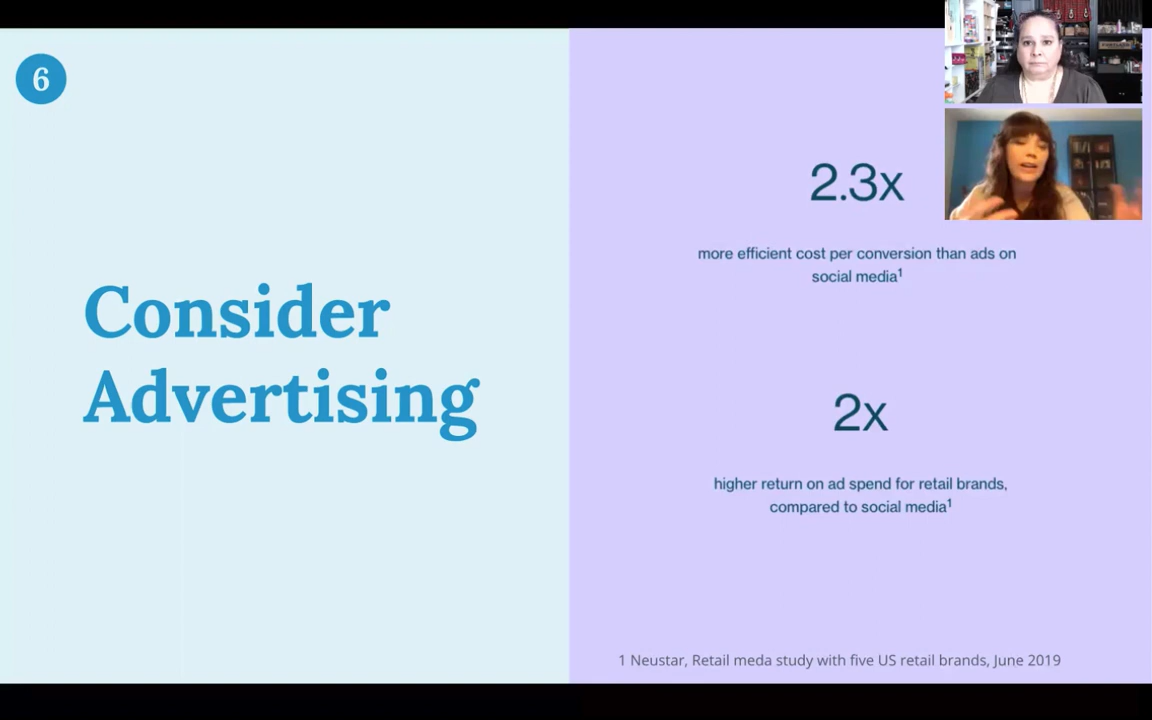 6
Consider
Advertising
2.3x
more efficient cost per conversion than ads on
social media¹
2x
higher return on ad spend for retail brands,
compared to social media¹
1 Neustar, Retail meda study with five US retail brands, June 2019